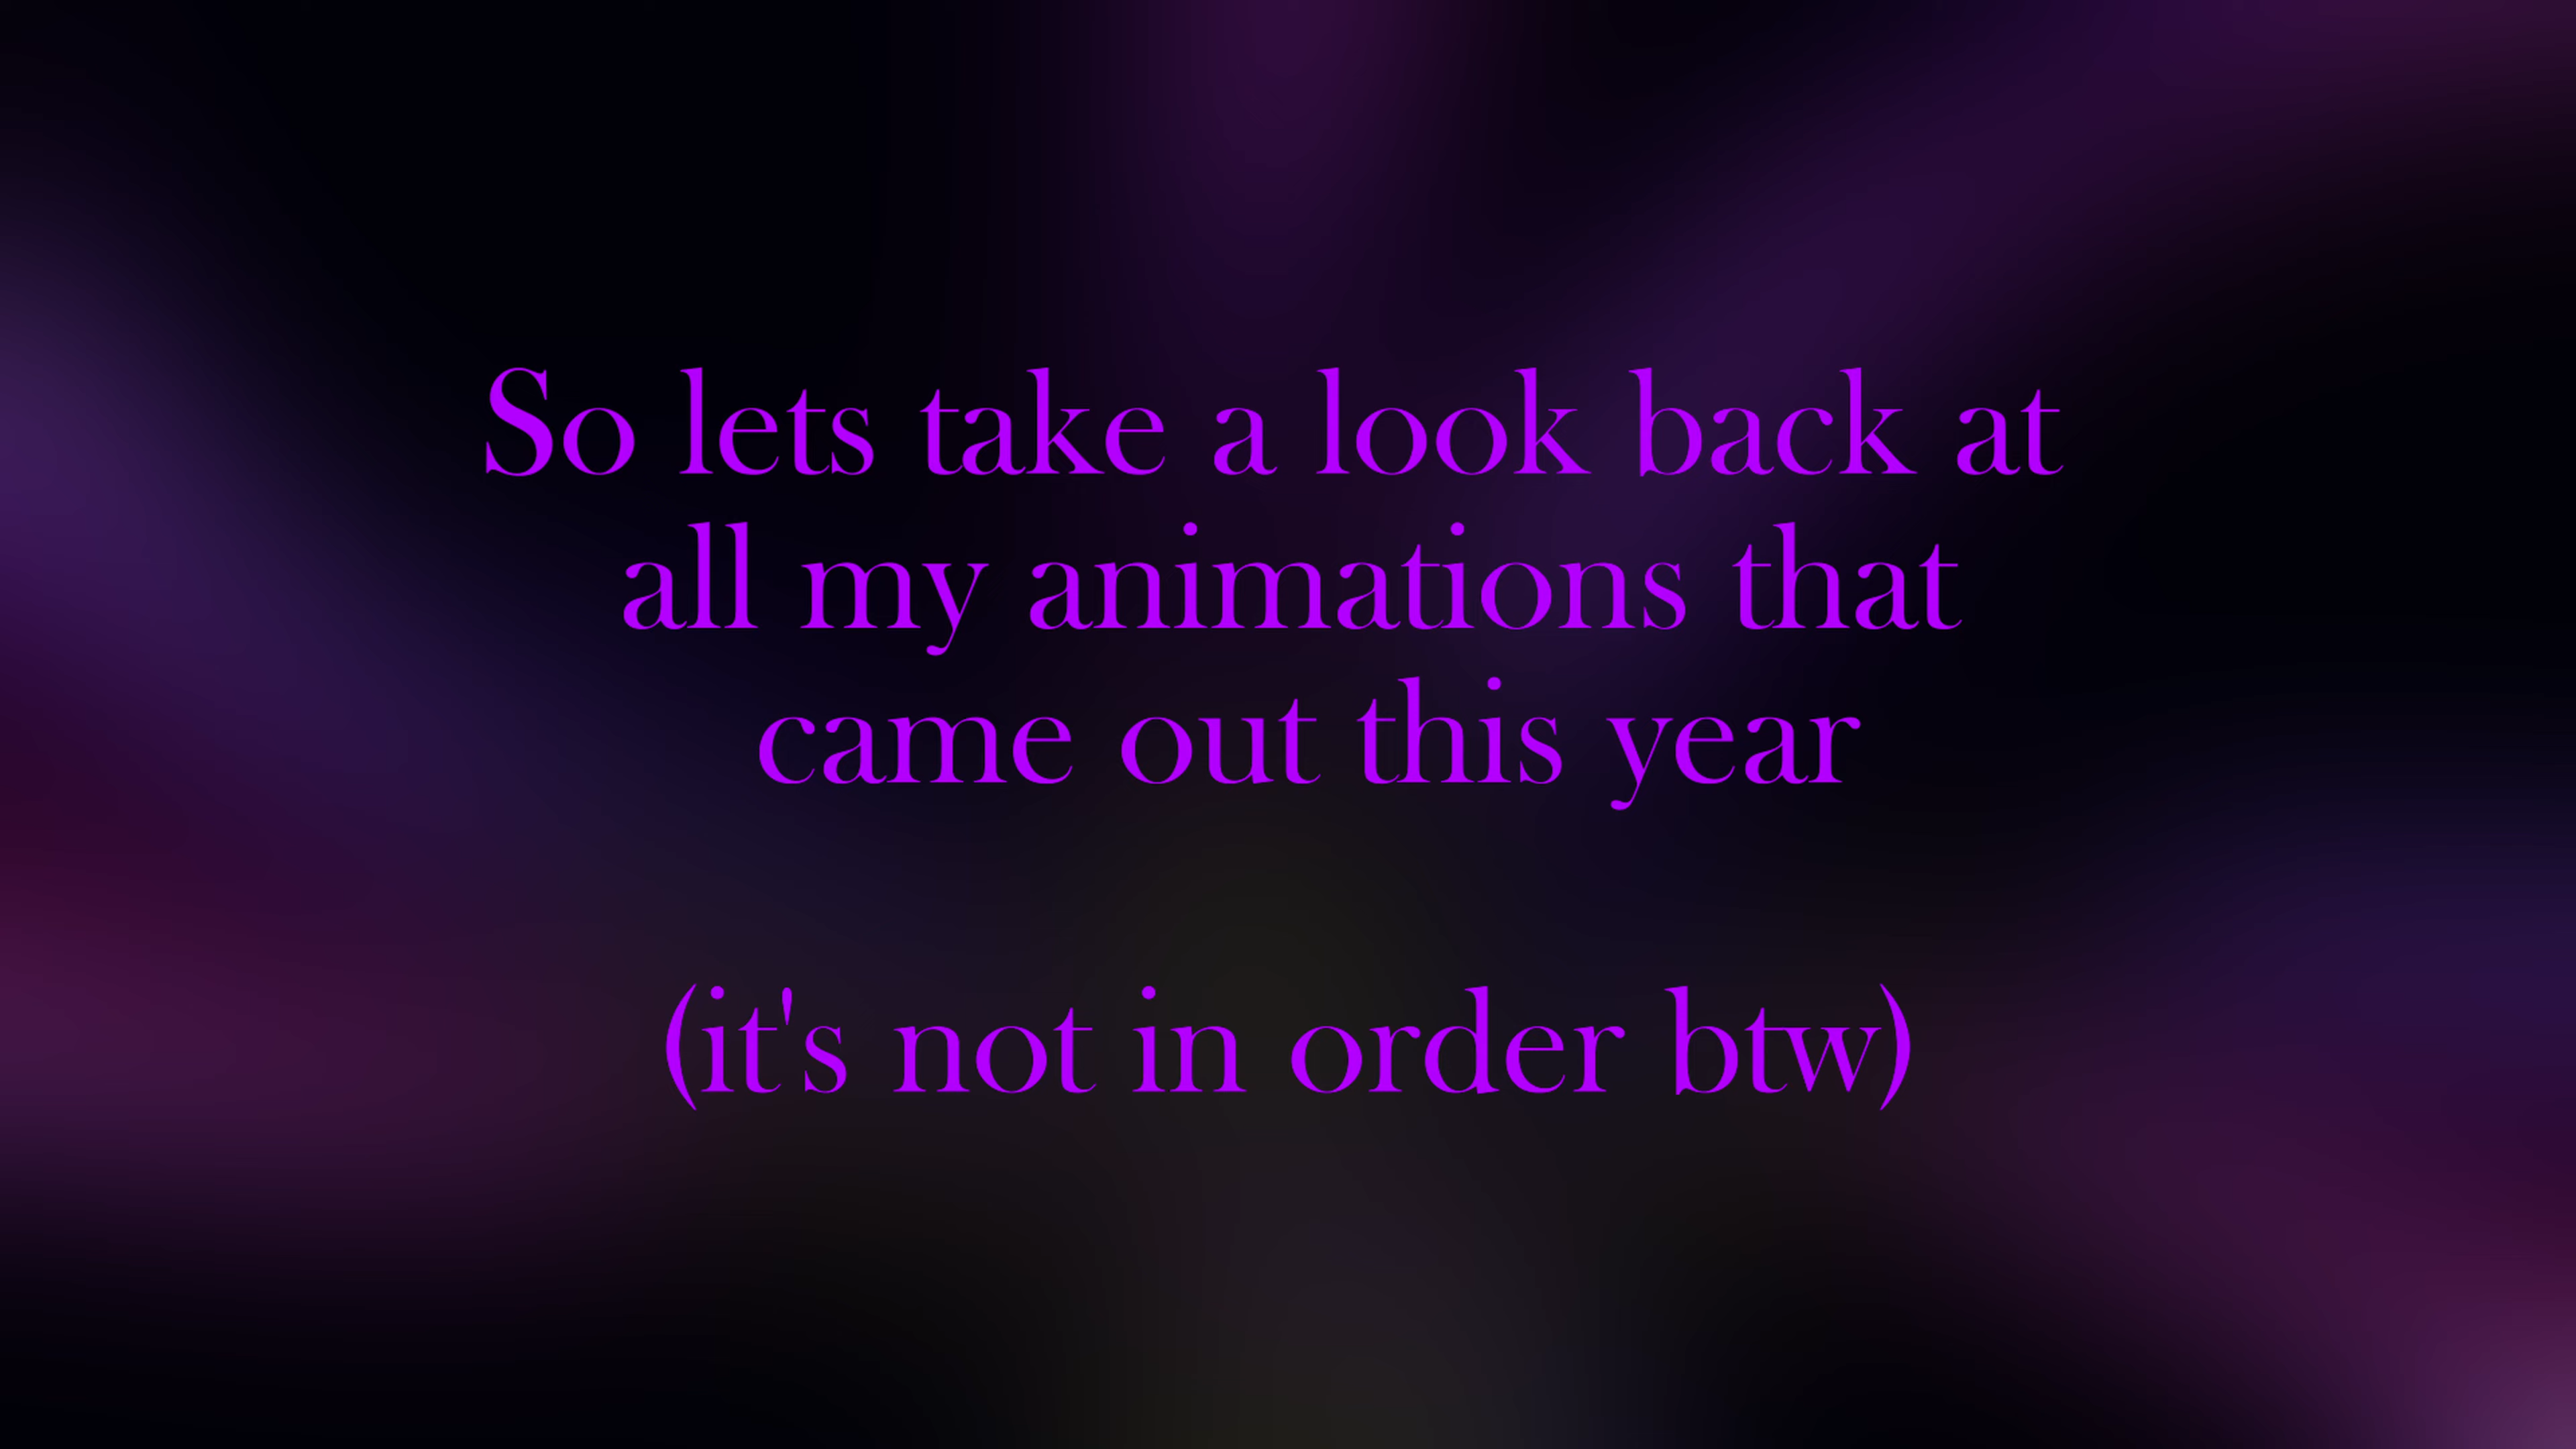 So lets take a look back at
all my animations that
came out this year
(it's not in order btw)